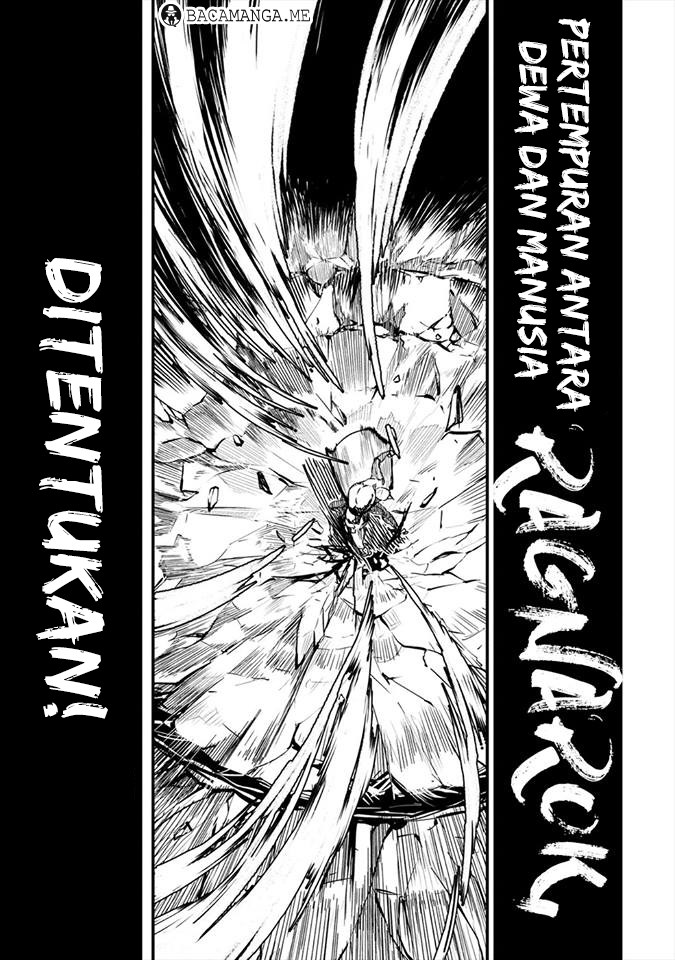 BACAMANGA.ME
PERTEMPURAN ANTARA
DEWA DAN MANUSIA
RAGNAROK
DITENTUKAN!